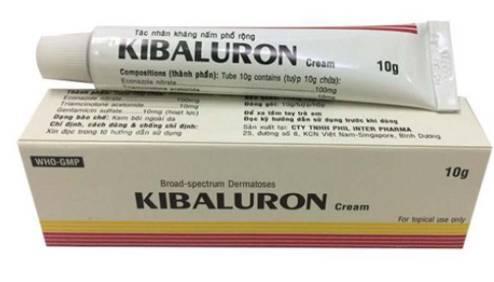 Tác nhân kháng nấm phổ rộng
KIBALURON Cream
10g
Compositions (thành phần): Tube 10g contains (tuýp 10g chứa):
Econazole nitrate 100mg
Triamcinolone acetonide 10mg
Gentamicin sulfate 10mg (hoạt lực)
Dạng bào chế: Kem bôi ngoài da
Chỉ định, cách dùng & chống chỉ định:
Xin đọc trong tờ hướng dẫn sử dụng
Đóng gói: 10g/tuýp/hộp
Để xa tầm tay trẻ em
Đọc kỹ hướng dẫn sử dụng trước khi dùng
Sản xuất tại: CTY TNHH PHIL INTER PHARMA
25, đường số 8, KCN Việt Nam-Singapore, Bình Dương
WHO-GMP
10g
Broad-spectrum Dermatoses
KIBALURON Cream
For topical use only